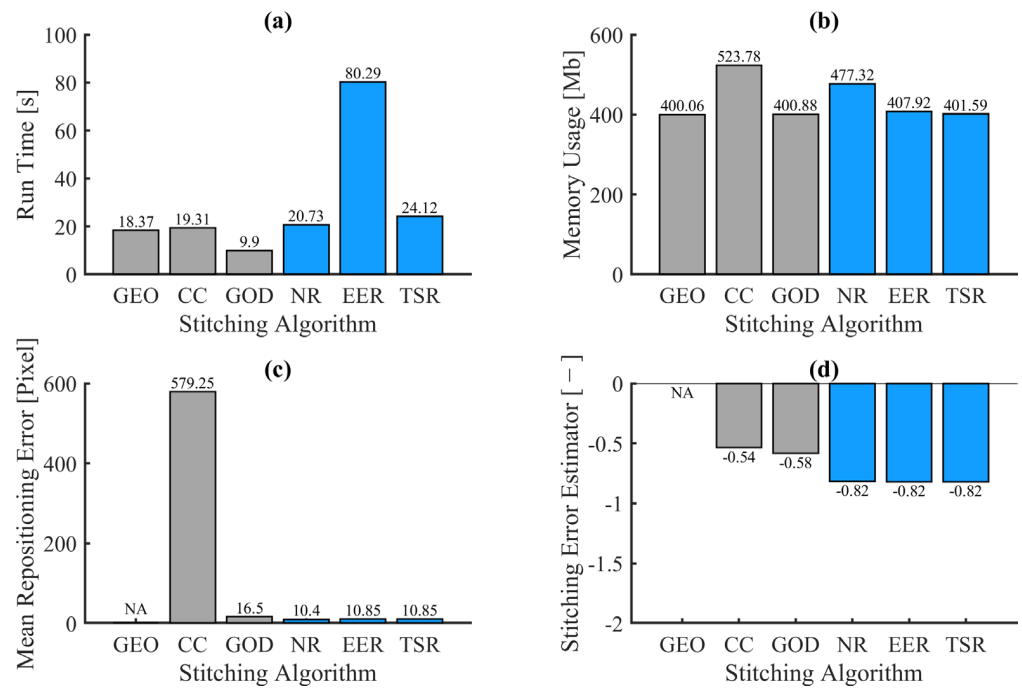 (a)
Run Time [s]
100
80
60
40
20
0
18.37
19.31
9.9
20.73
80.29
24.12
GEO CC GOD NR EER TSR
Stitching Algorithm
(b)
Memory Usage [Mb]
600
400
200
0
400.06
523.78
400.88
477.32
407.92
401.59
GEO CC GOD NR EER TSR
Stitching Algorithm
(c)
Mean Repositioning Error [Pixel]
600
400
200
0
NA
579.25
16.5
10.4
10.85
10.85
GEO CC GOD NR EER TSR
Stitching Algorithm
(d)
Stitching Error Estimator [ − ]
0
-0.5
-1
-1.5
-2
NA
-0.54
-0.58
-0.82
-0.82
-0.82
GEO CC GOD NR EER TSR
Stitching Algorithm